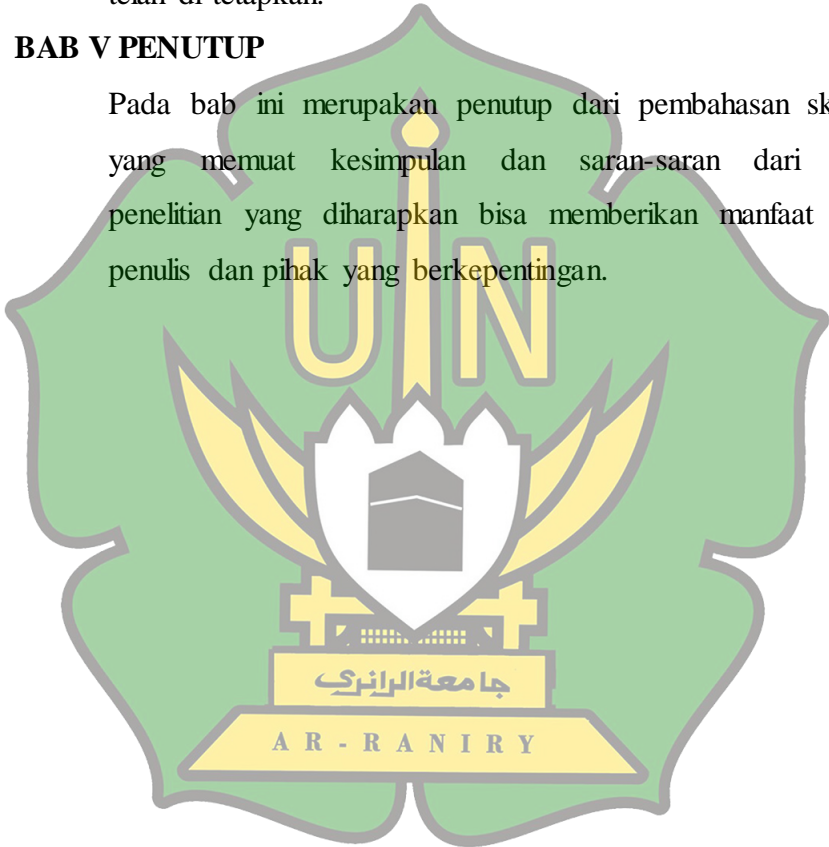 telah di tetapkan.
BAB V PENUTUP
Pada bab ini merupakan penutup dari pembahasan sk
yang memuat kesimpulan dan saran-saran dari
penelitian yang diharapkan bisa memberikan manfaat
penulis dan pihak yang berkepentingan.
UIN
جامعةالرانري
AR-RANIRY